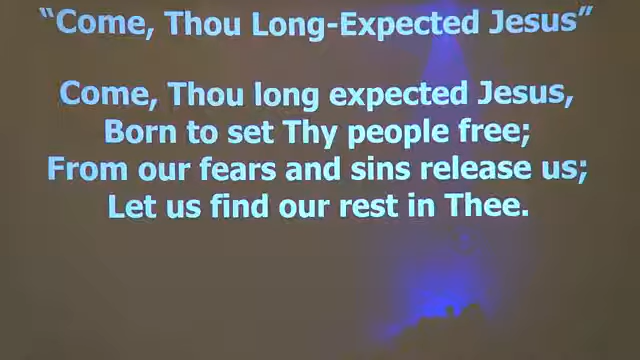 “Come, Thou Long-Expected Jesus”
Come, Thou long expected Jesus,
Born to set Thy people free;
From our fears and sins release us;
Let us find our rest in Thee.